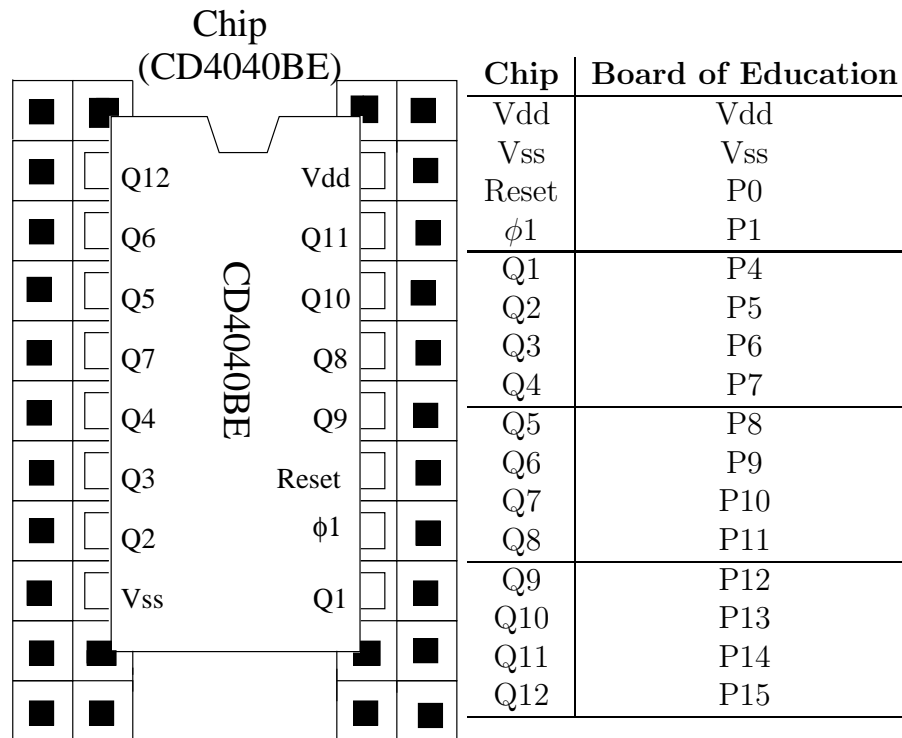 Chip
(CD4040BE)
Q12 Vdd
Q6 Q11
Q5 Q10
Q7 Q8
Q4 Q9
Q3 Reset
Q2 ϕ1
Vss Q1
CD4040BE
Chip Board of Education
Vdd Vdd
Vss Vss
Reset P0
ϕ1 P1
Q1 P4
Q2 P5
Q3 P6
Q4 P7
Q5 P8
Q6 P9
Q7 P10
Q8 P11
Q9 P12
Q10 P13
Q11 P14
Q12 P15